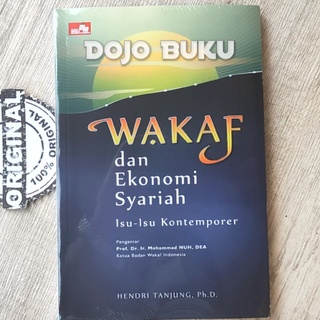 DOJO BUKU
WAKAF
dan
Ekonomi
Syariah
Isu-Isu Kontemporer
Pengantar
Prof. Dr. Ir. Mohammad NUH, DEA
Ketua Badan Wakaf Indonesia
HENDRI TANJUNG, Ph.D.
ORIGINAL
100% ORIGINAL